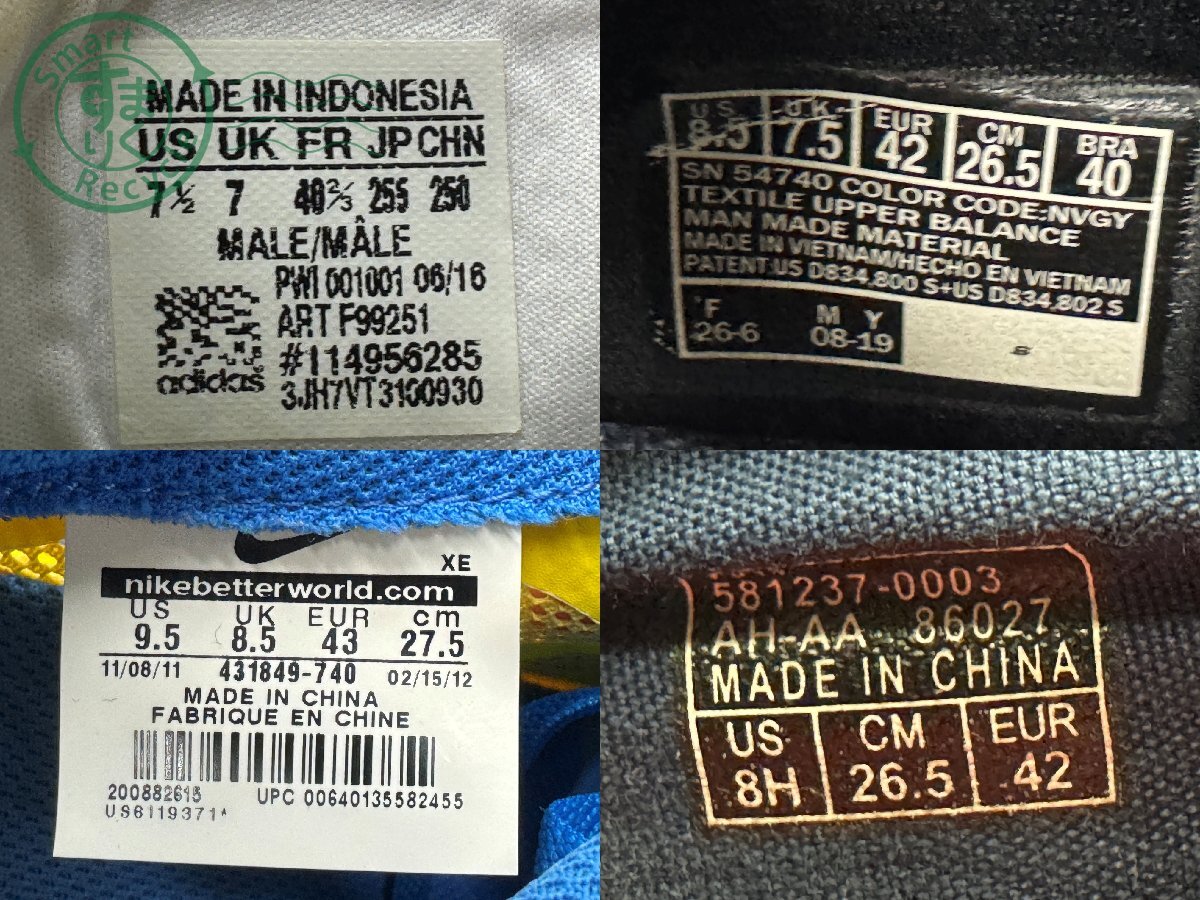 Smart
すまりく
Recycle
MADE IN INDONESIA
US UK FR JP CHN
7½ 7 40⅔ 255 250
MALE/MÂLE
PWI 001001 06/16
ART F99251
#114956285
adidas
3JH7VT3100930
US UK EUR CM BRA
8.5 7.5 42 26.5 40
SN 54740 COLOR CODE:NVGY
TEXTILE UPPER BALANCE
MAN MADE MATERIAL
MADE IN VIETNAM/HECHO EN VIETNAM
PATENT:US D834,800 S+US D834,802 S
F M Y
26-6 08-19
XE
nikebetterworld.com
US UK EUR cm
9.5 8.5 43 27.5
11/08/11 431849-740 02/15/12
MADE IN CHINA
FABRIQUE EN CHINE
200882615 UPC 00640135582455
US6119371*
581237-0003
AH-AA 86027
MADE IN CHINA
US CM EUR
8H 26.5 42